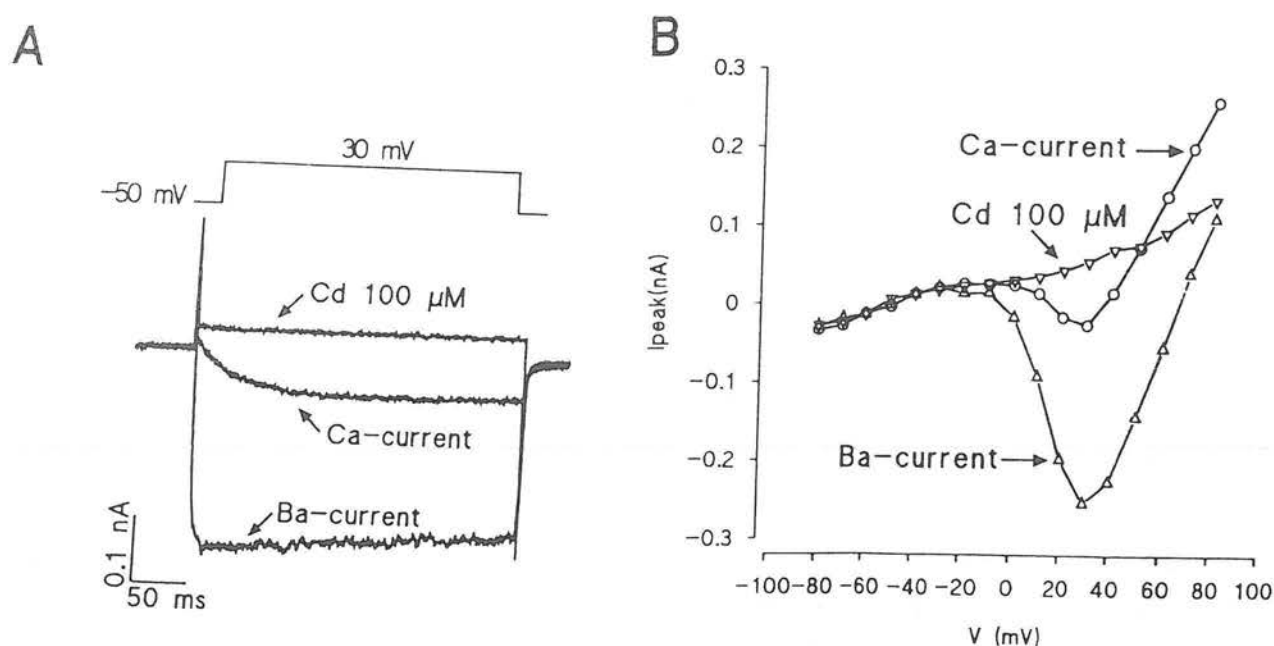 A
30 mV
−50 mV
Cd 100 μM
Ca−current
Ba−current
0.1 nA
50 ms
B
0.3
0.2
0.1
0
−0.1
−0.2
−0.3
Ipeak(nA)
Ca−current
Cd 100 μM
Ba−current
−100 −80 −60 −40 −20 0 20 40 60 80 100
V (mV)